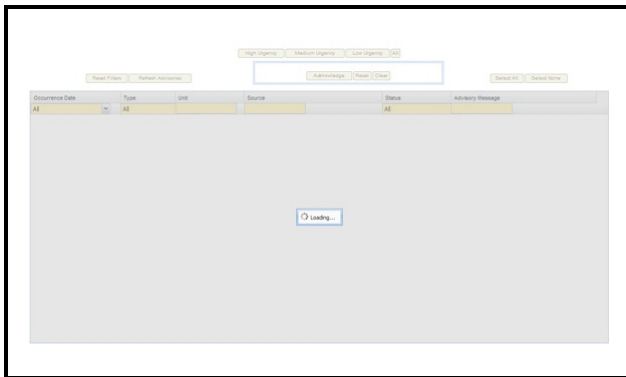 High Urgency Medium Urgency Low Urgency All
Reset Filters Refresh Advisories Acknowledge Reset Clear Select All Select None
Occurrence Date Type Unit Source Status Advisory Message
All All All
Loading...